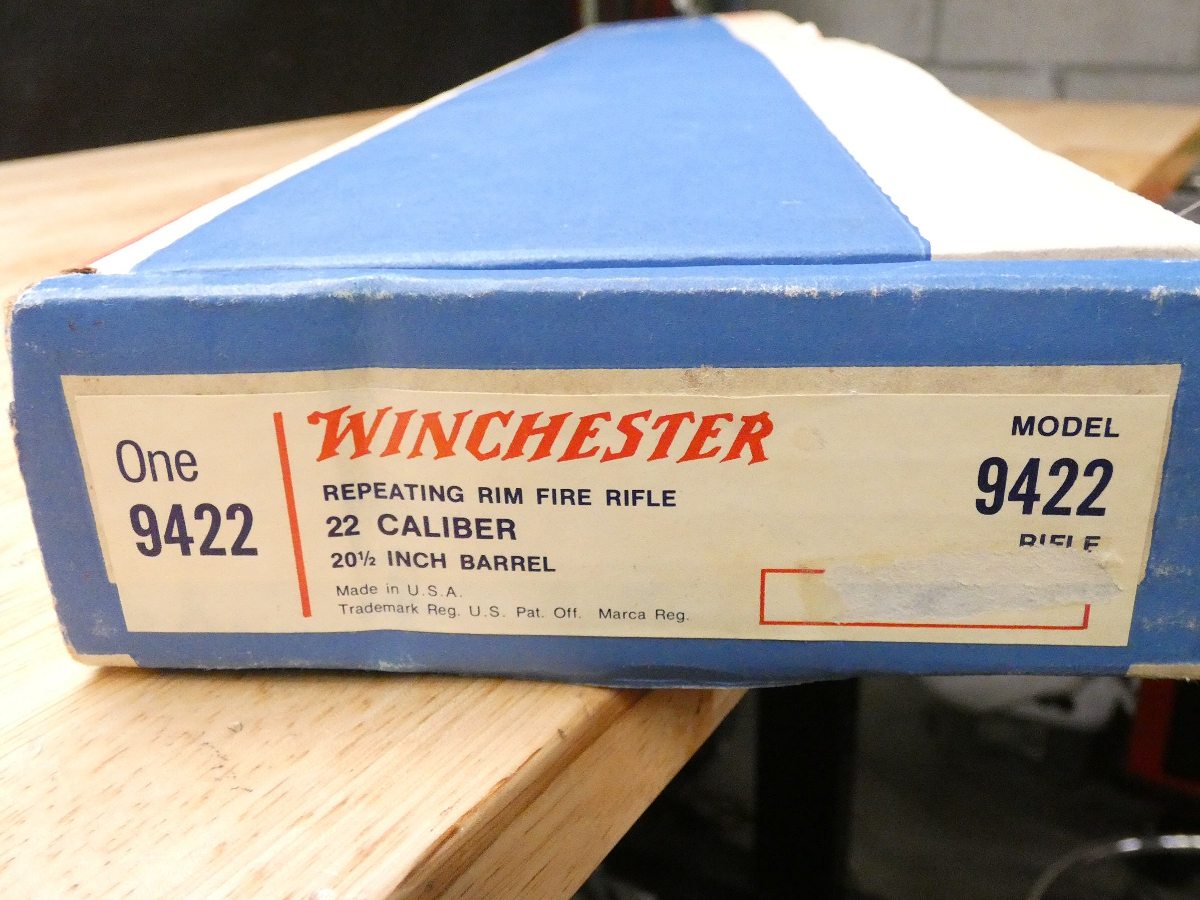 One
9422
WINCHESTER
REPEATING RIM FIRE RIFLE
22 CALIBER
20½ INCH BARREL
Made in U.S.A.
Trademark Reg. U.S. Pat. Off. Marca Reg.
MODEL
9422
RIFLE